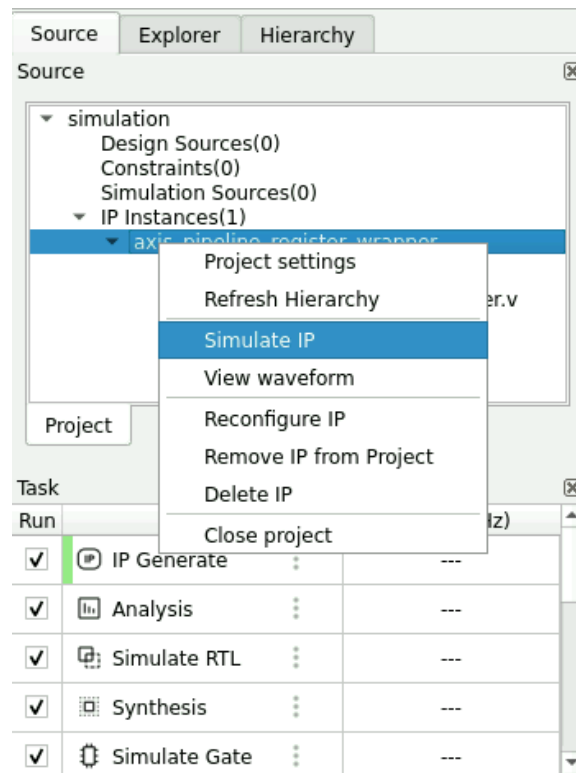 Source Explorer Hierarchy
Source
simulation
Design Sources(0)
Constraints(0)
Simulation Sources(0)
IP Instances(1)
axis_pipeline_register_wrapper
Project settings
Refresh Hierarchy er.v
Simulate IP
View waveform
Reconfigure IP
Project
Remove IP from Project
Task
Delete IP
Run Hz)
Close project
IP Generate ---
Analysis ---
Simulate RTL ---
Synthesis ---
Simulate Gate ---